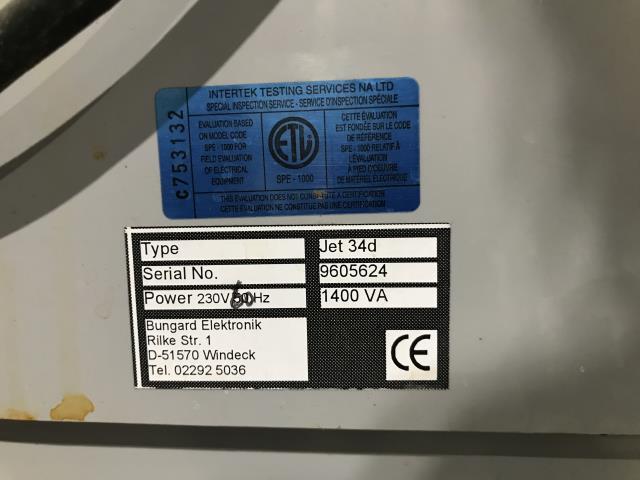 INTERTEK TESTING SERVICES NA LTD
SPECIAL INSPECTION SERVICE - SERVICE D'INSPECTION SPÉCIALE
c753132
EVALUATION BASED
ON MODEL CODE
SPE - 1000 FOR
FIELD EVALUATION
OF ELECTRICAL
EQUIPMENT
ETL
SPE - 1000
CETTE ÉVALUATION
EST FONDÉE SUR LE CODE
DE RÉFÉRENCE
SPE - 1000 RELATIF À
L'ÉVALUATION
À PIED D'OEUVRE
DE MATÉRIEL ÉLECTRIQUE
THIS EVALUATION DOES NOT CONSTITUTE A CERTIFICATION
CETTE ÉVALUATION NE CONSTITUE PAS UNE CERTIFICATION
Type Jet 34d
Serial No. 9605624
Power 230V/60Hz 1400 VA
Bungard Elektronik
Rilke Str. 1
D-51570 Windeck
Tel. 02292 5036
CE